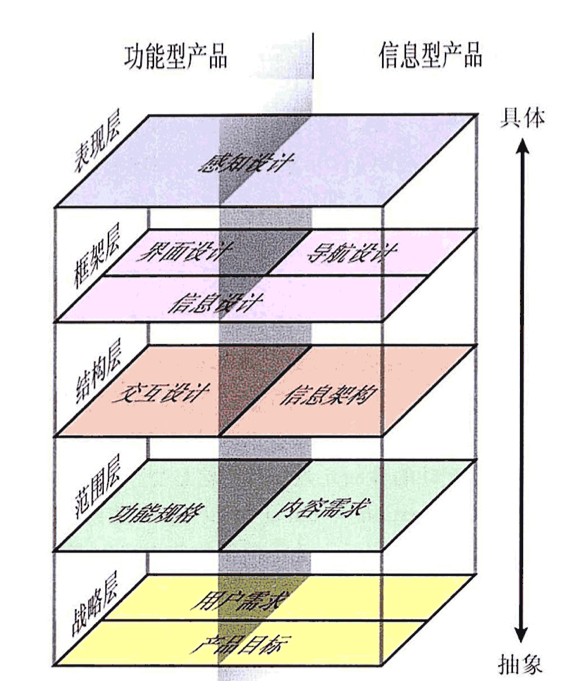 功能型产品
信息型产品
具体
表现层
感知设计
框架层
界面设计
导航设计
信息设计
结构层
交互设计
信息架构
范围层
功能规格
内容需求
战略层
用户需求
产品目标
抽象